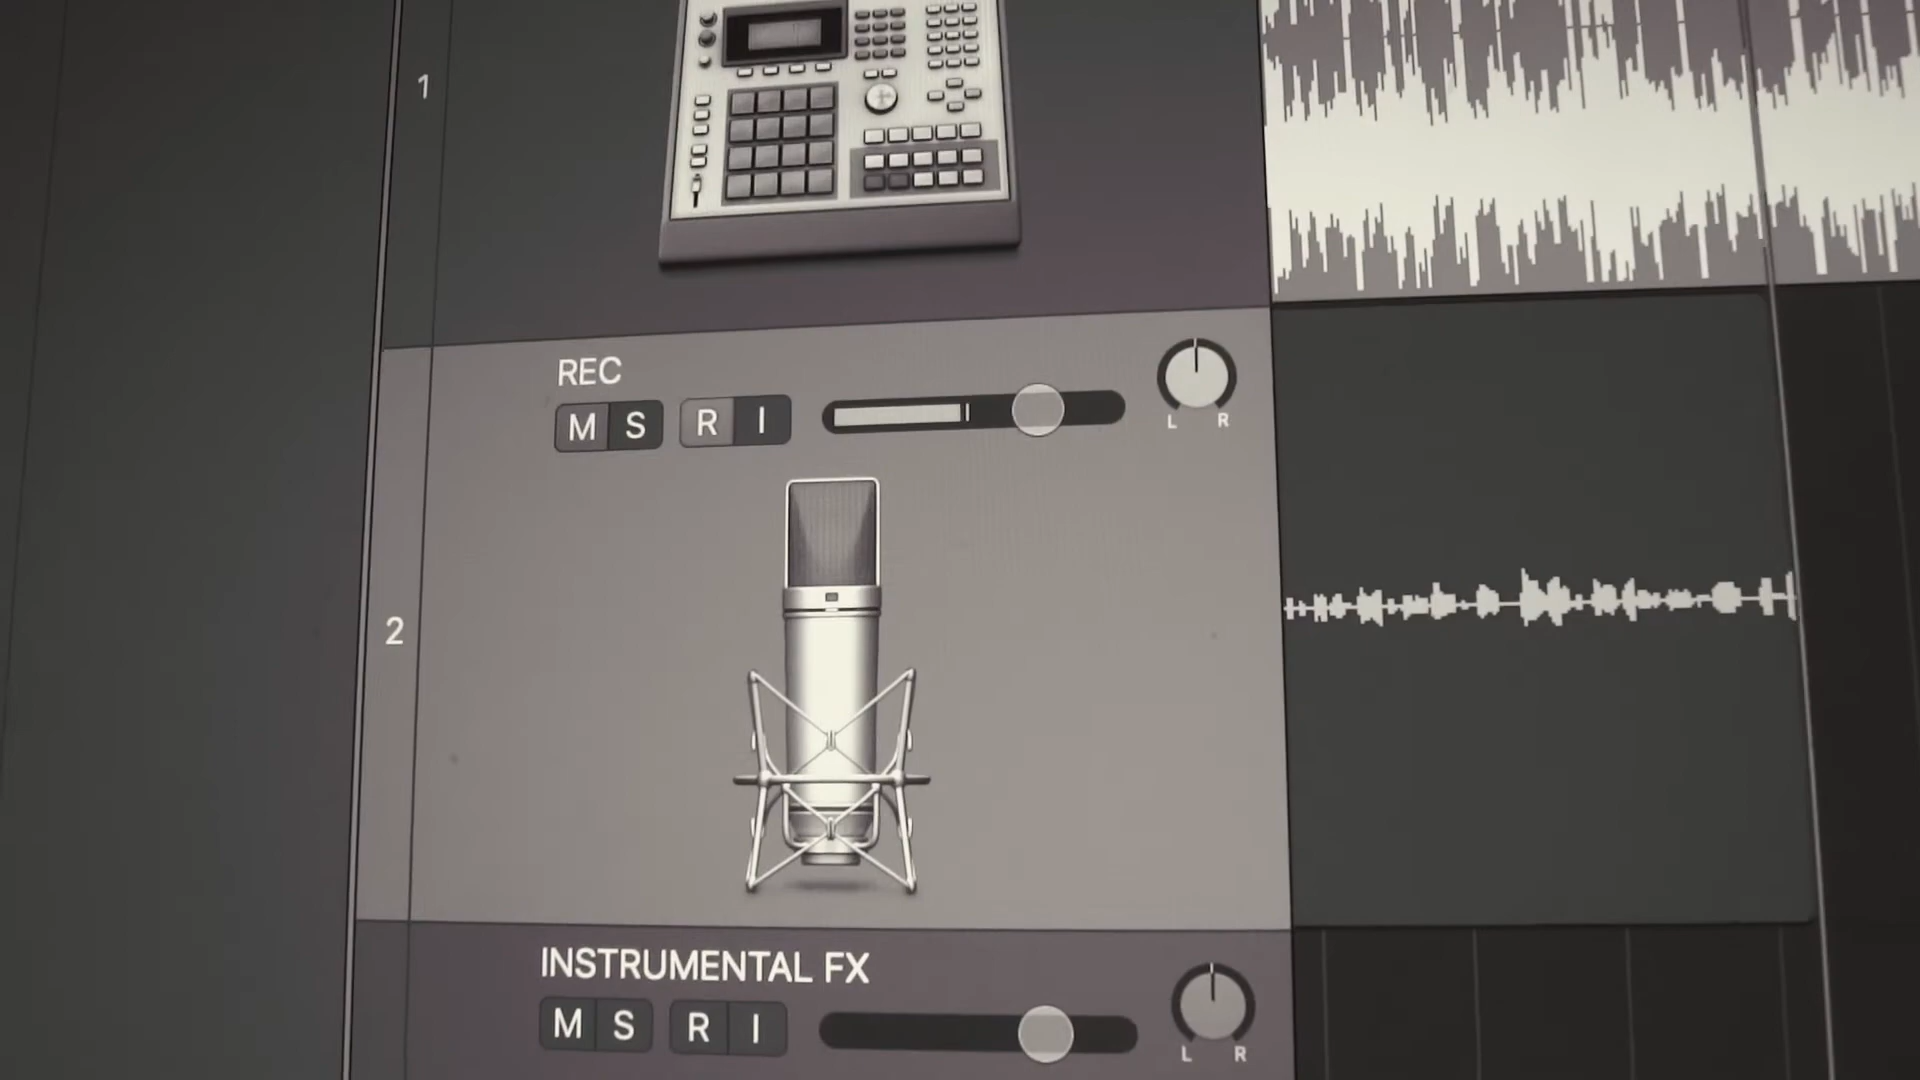 1
REC
M S R I
L R
2
INSTRUMENTAL FX
M S R I
L R